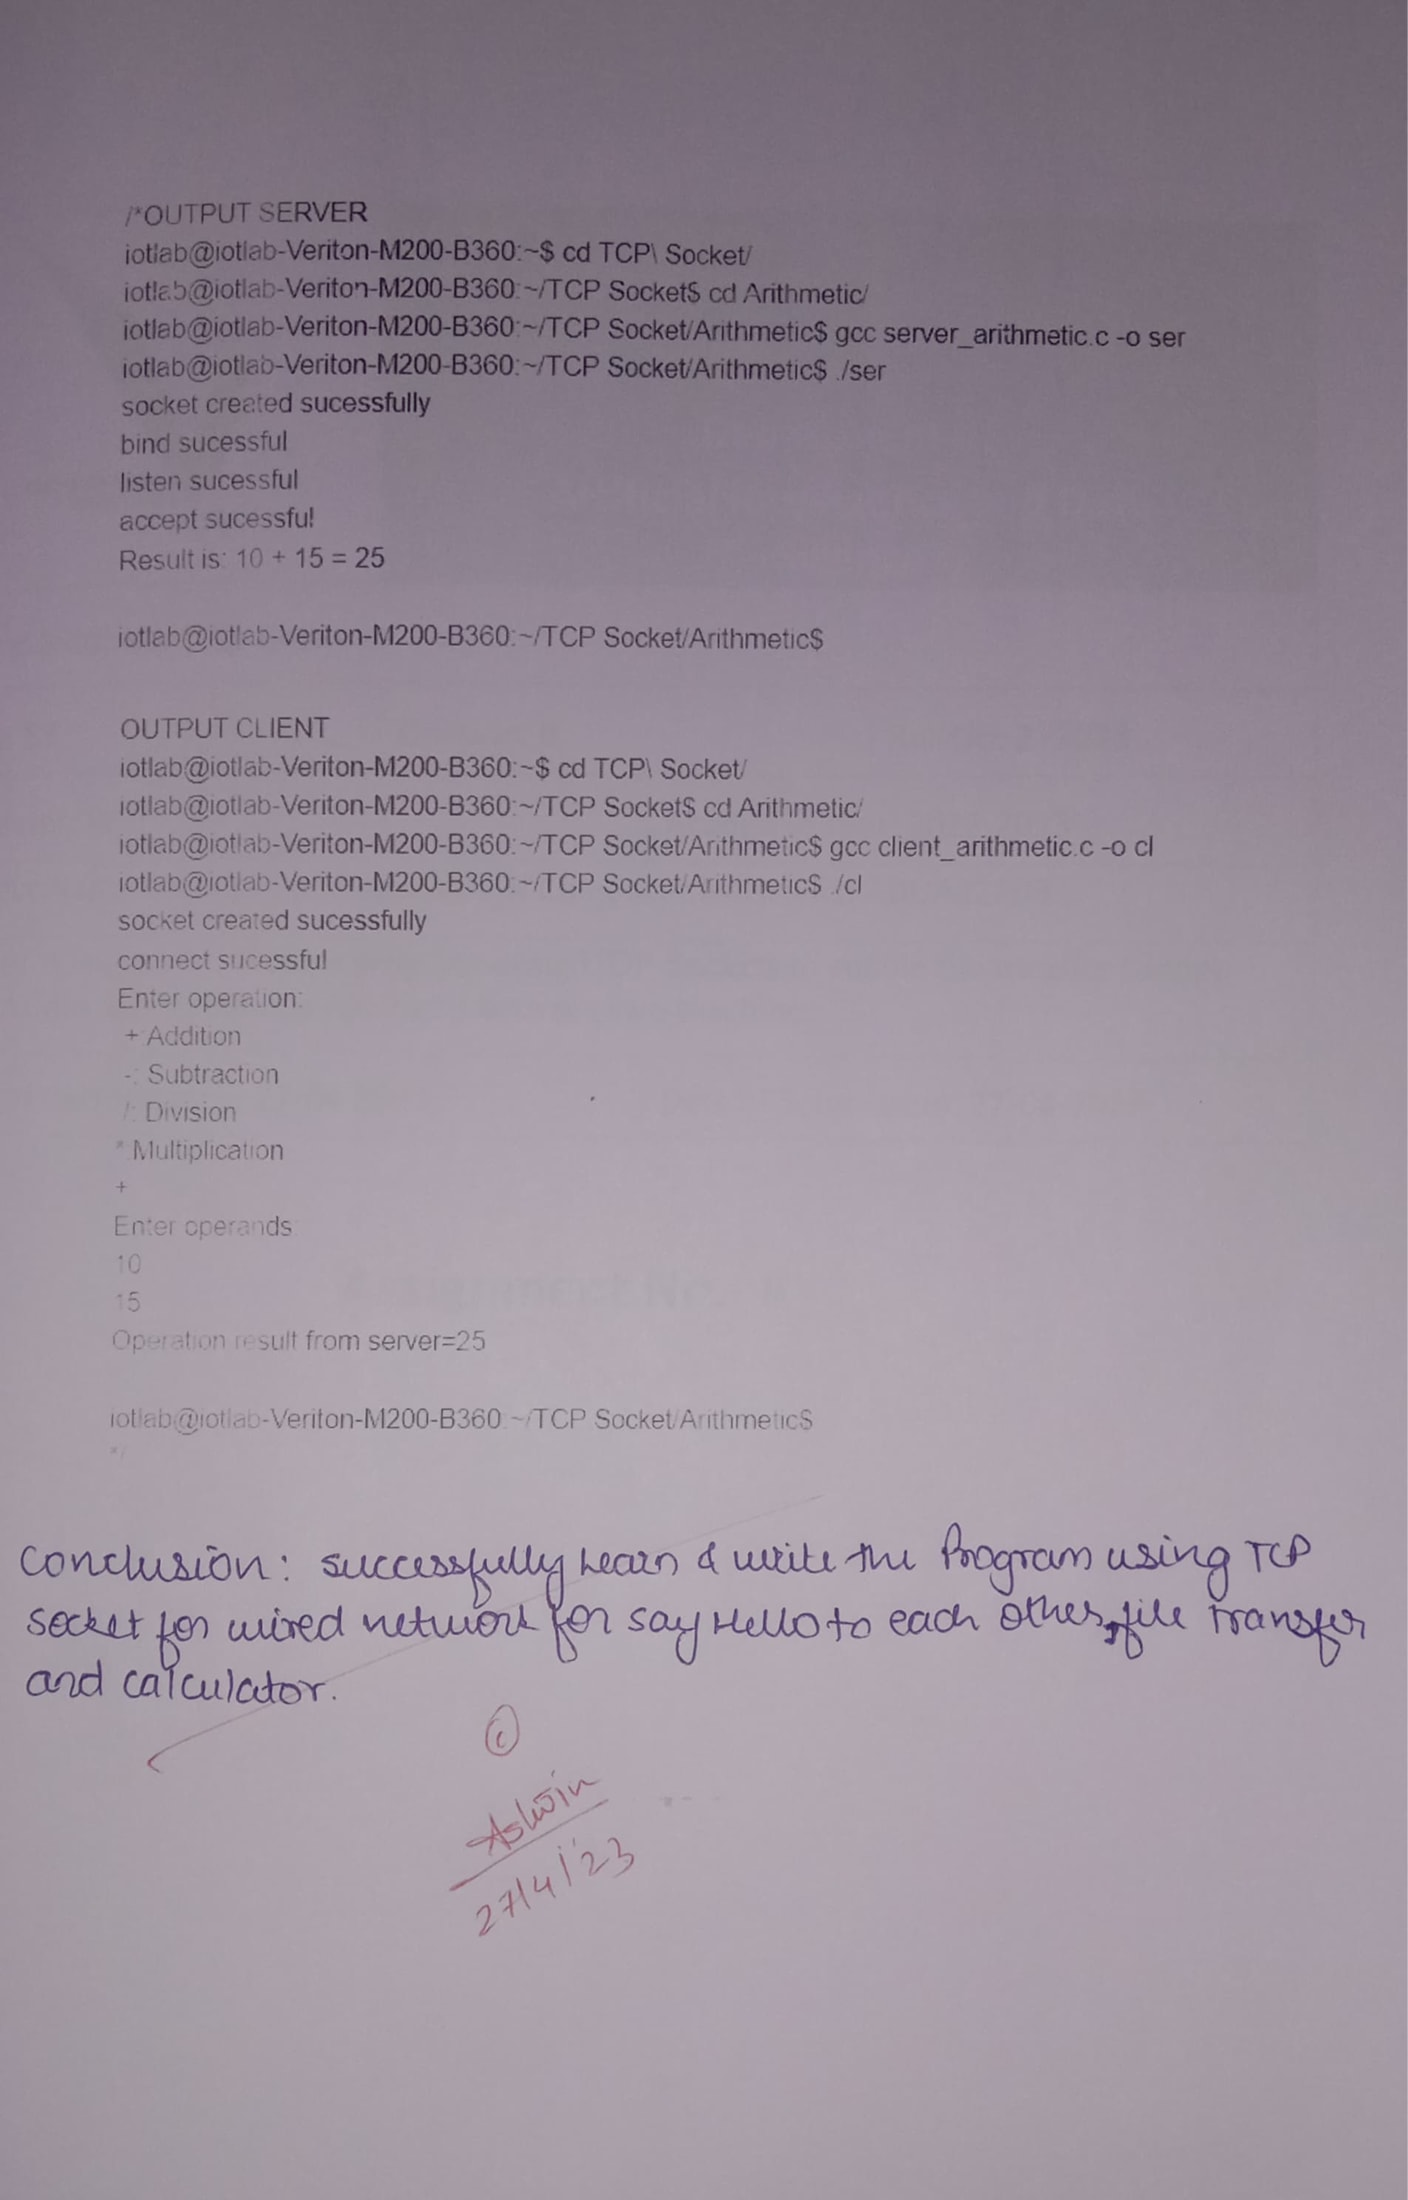 /*OUTPUT SERVER
iotlab@iotlab-Veriton-M200-B360:~$ cd TCP\ Socket/
iotlab@iotlab-Veriton-M200-B360:~/TCP Socket$ cd Arithmetic/
iotlab@iotlab-Veriton-M200-B360:~/TCP Socket/Arithmetic$ gcc server_arithmetic.c -o ser
iotlab@iotlab-Veriton-M200-B360:~/TCP Socket/Arithmetic$ ./ser
socket created sucessfully
bind sucessful
listen sucessful
accept sucessful
Result is: 10 + 15 = 25
iotlab@iotlab-Veriton-M200-B360:~/TCP Socket/Arithmetic$
OUTPUT CLIENT
iotlab@iotlab-Veriton-M200-B360:~$ cd TCP\ Socket/
iotlab@iotlab-Veriton-M200-B360:~/TCP Socket$ cd Arithmetic/
iotlab@iotlab-Veriton-M200-B360:~/TCP Socket/Arithmetic$ gcc client_arithmetic.c -o cl
iotlab@iotlab-Veriton-M200-B360:~/TCP Socket/Arithmetic$ ./cl
socket created sucessfully
connect sucessful
Enter operation:
+:Addition
-: Subtraction
/: Division
*:Multiplication
+
Enter operands:
10
15
Operation result from server=25
iotlab@iotlab-Veriton-M200-B360:~/TCP Socket/Arithmetic$
*/
Conclusion: successfully learn & write the Program using TCP
socket for wired network for say Hello to each other, file transfer
and calculator.
C
Ashwin
27/4/23